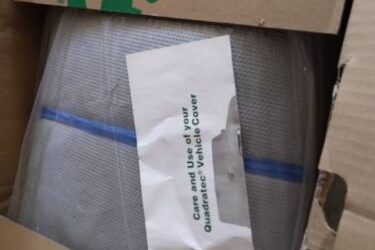 Care and Use of your
Quadratec® Vehicle Cover